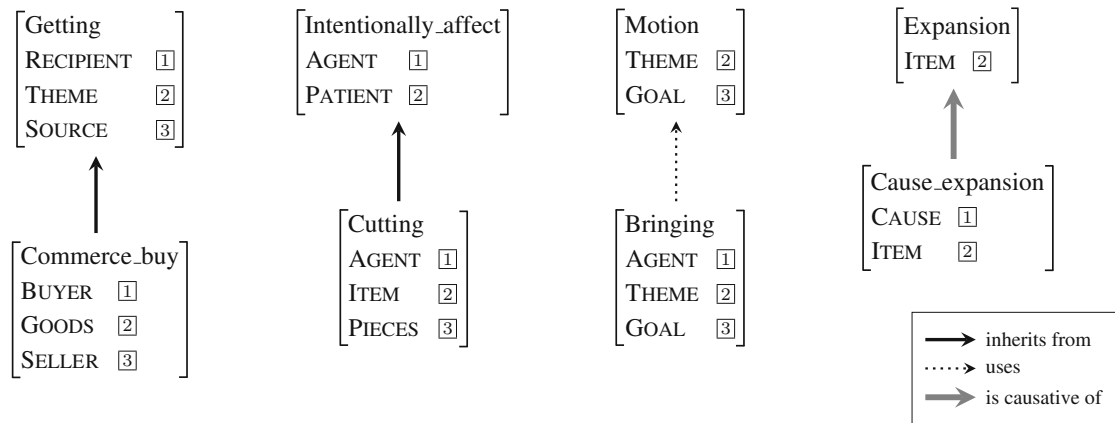 Getting
RECIPIENT 1
THEME 2
SOURCE 3
Intentionally_affect
AGENT 1
PATIENT 2
Motion
THEME 2
GOAL 3
Expansion
ITEM 2
Commerce_buy
BUYER 1
GOODS 2
SELLER 3
Cutting
AGENT 1
ITEM 2
PIECES 3
Bringing
AGENT 1
THEME 2
GOAL 3
Cause_expansion
CAUSE 1
ITEM 2
inherits from
uses
is causative of